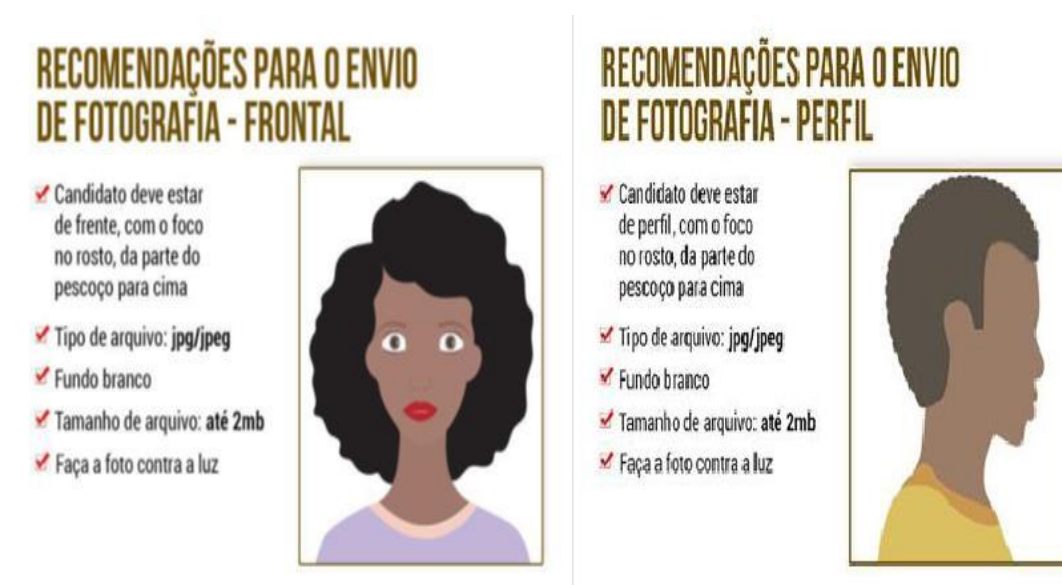 RECOMENDAÇÕES PARA O ENVIO
DE FOTOGRAFIA - FRONTAL
Candidato deve estar
de frente, com o foco
no rosto, da parte do
pescoço para cima
Tipo de arquivo: jpg/jpeg
Fundo branco
Tamanho de arquivo: até 2mb
Faça a foto contra a luz
RECOMENDAÇÕES PARA O ENVIO
DE FOTOGRAFIA - PERFIL
Candidato deve estar
de perfil, com o foco
no rosto, da parte do
pescoço para cima
Tipo de arquivo: jpg/jpeg
Fundo branco
Tamanho de arquivo: até 2mb
Faça a foto contra a luz